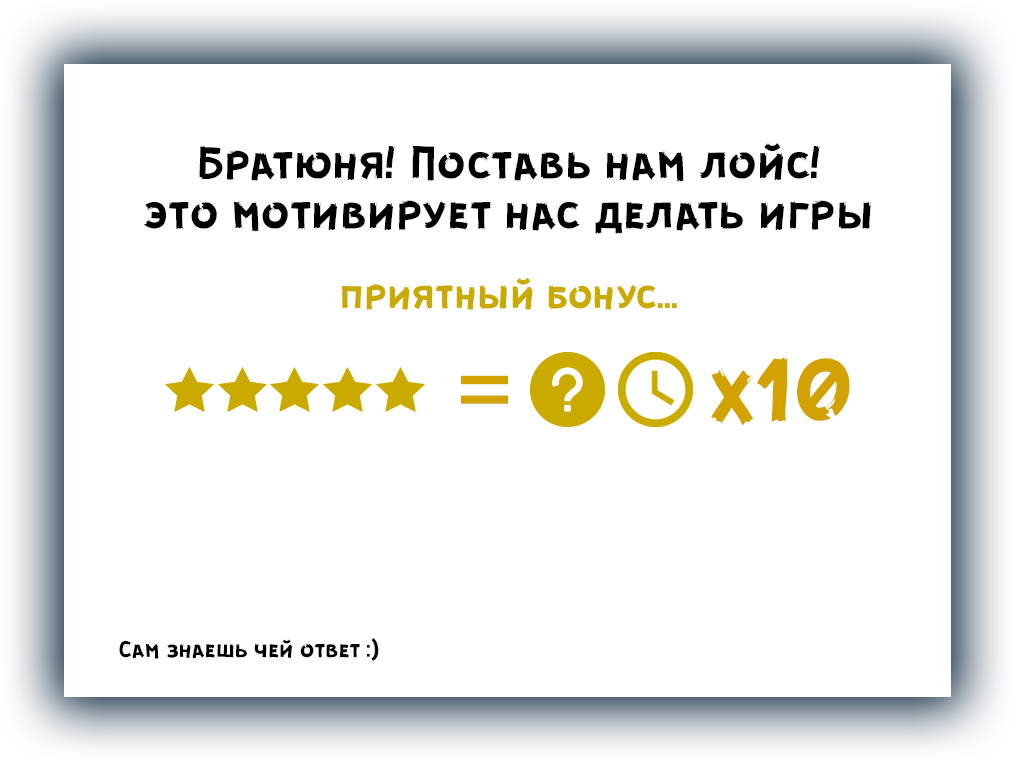 Братюня! Поставь нам лойс!
это мотивирует нас делать игры
приятный бонус...
= ? x10
Сам знаешь чей ответ :)